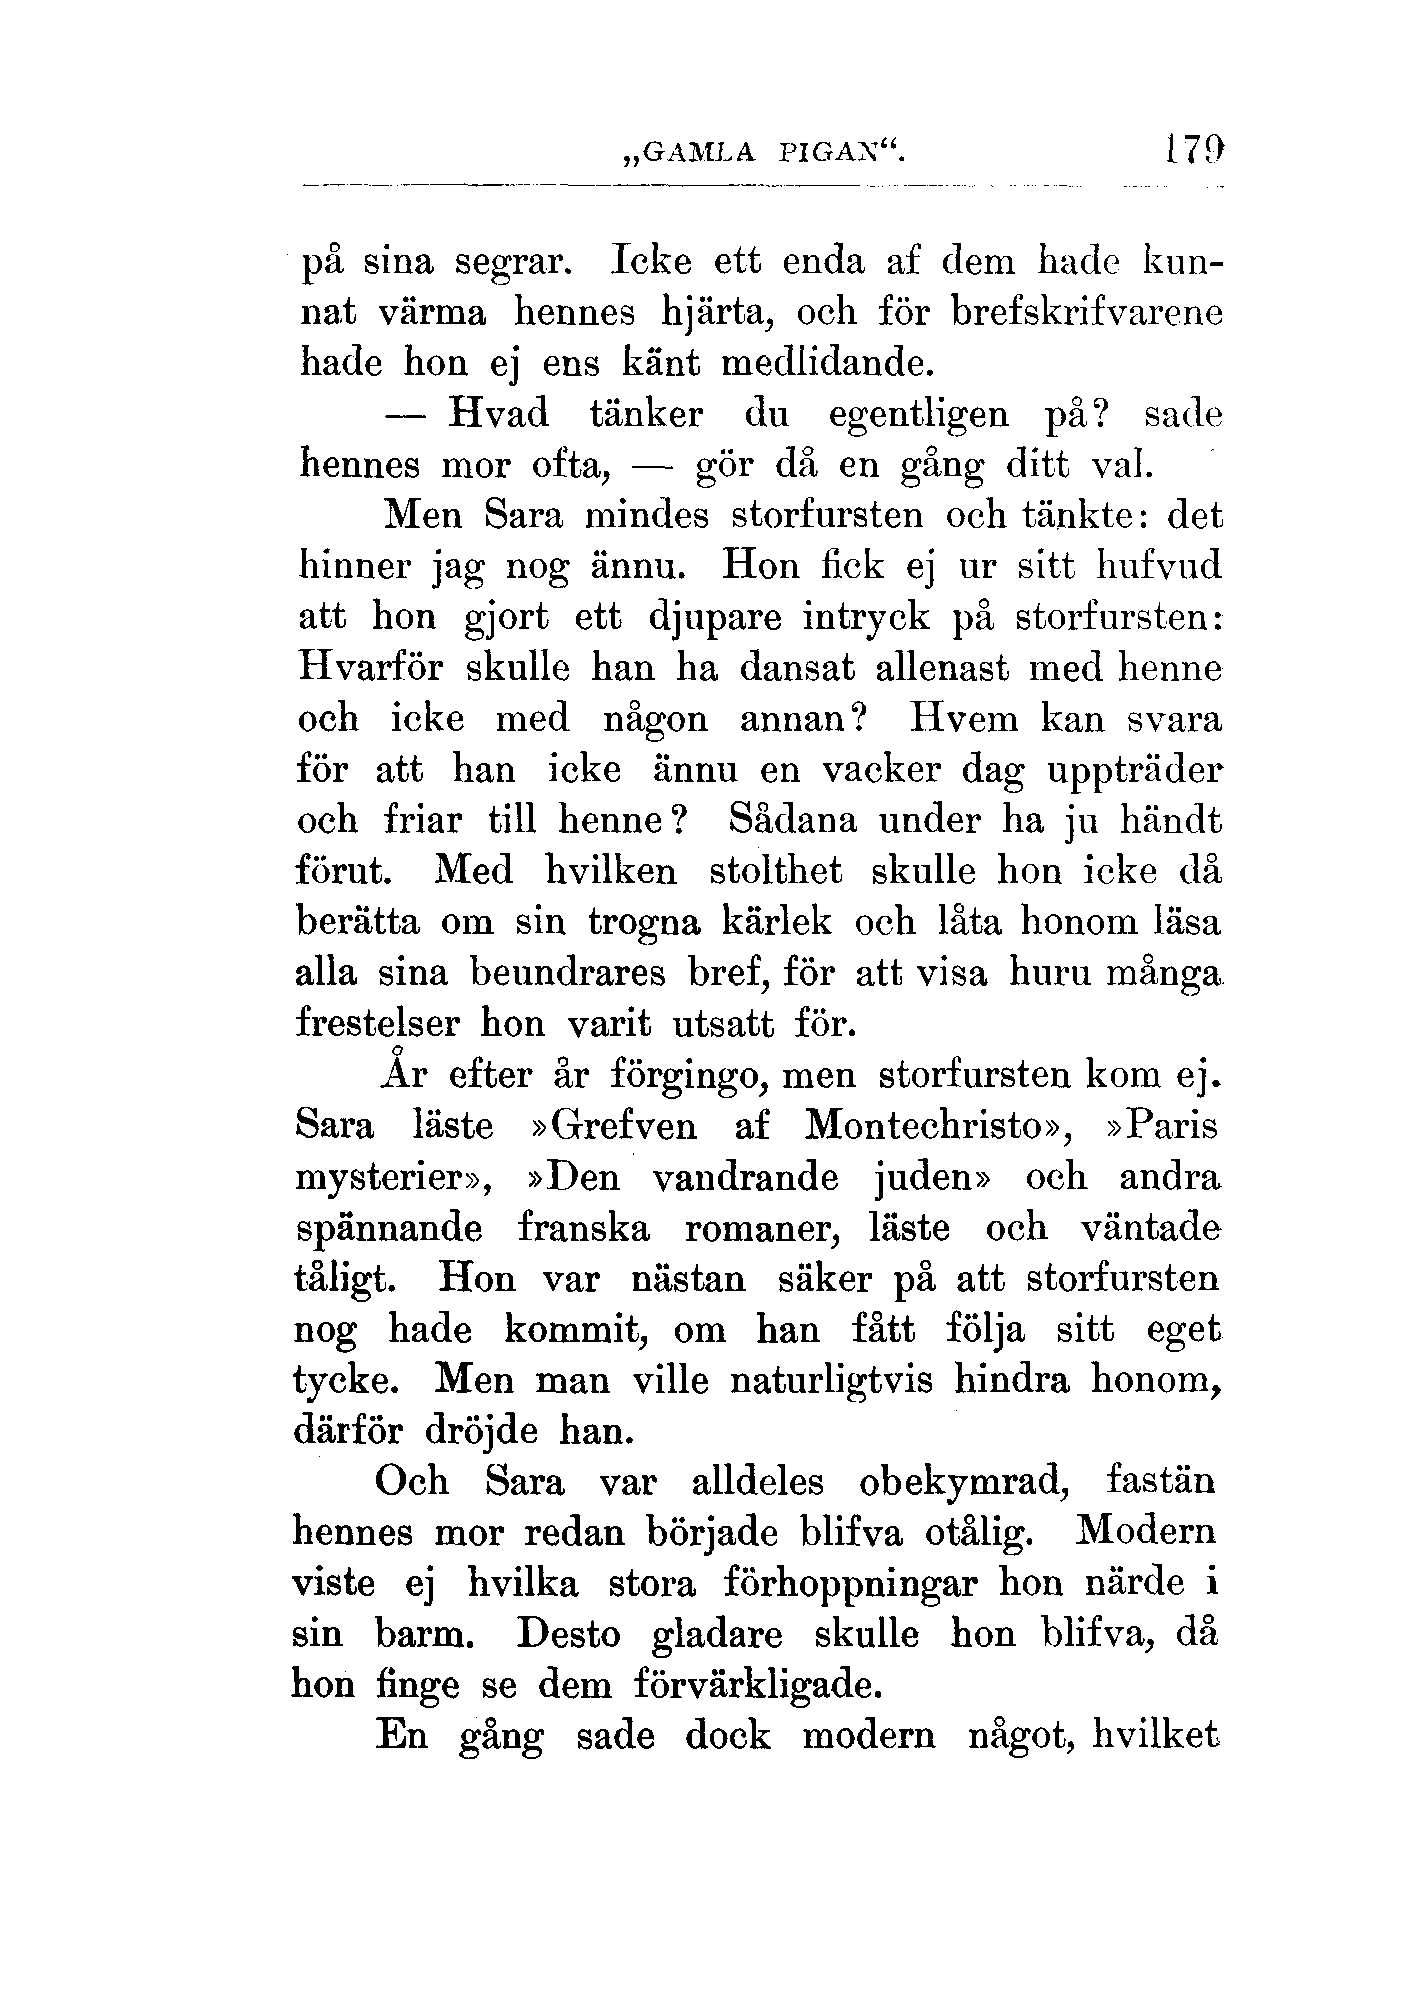 „GAMLA PIGAN“. 179
på sina segrar. Icke ett enda af dem hade kun-
nat värma hennes hjärta, och för brefskrifvarene
hade hon ej ens känt medlidande.
— Hvad tänker du egentligen på? sade
hennes mor ofta, — gör då en gång ditt val.
Men Sara mindes storfursten och tänkte: det
hinner jag nog ännu. Hon fick ej ur sitt hufvud
att hon gjort ett djupare intryck på storfursten:
Hvarför skulle han ha dansat allenast med henne
och icke med någon annan? Hvem kan svara
för att han icke ännu en vacker dag uppträder
och friar till henne? Sådana under ha ju händt
förut. Med hvilken stolthet skulle hon icke då
berätta om sin trogna kärlek och låta honom läsa
alla sina beundrares bref, för att visa huru många
frestelser hon varit utsatt för.
År efter år förgingo, men storfursten kom ej.
Sara läste »Grefven af Montechristo», »Paris
mysterier», »Den vandrande juden» och andra
spännande franska romaner, läste och väntade
tåligt. Hon var nästan säker på att storfursten
nog hade kommit, om han fått följa sitt eget
tycke. Men man ville naturligtvis hindra honom,
därför dröjde han.
Och Sara var alldeles obekymrad, fastän
hennes mor redan började blifva otålig. Modern
viste ej hvilka stora förhoppningar hon närde i
sin barm. Desto gladare skulle hon blifva, då
hon finge se dem förvärkligade.
En gång sade dock modern något, hvilket